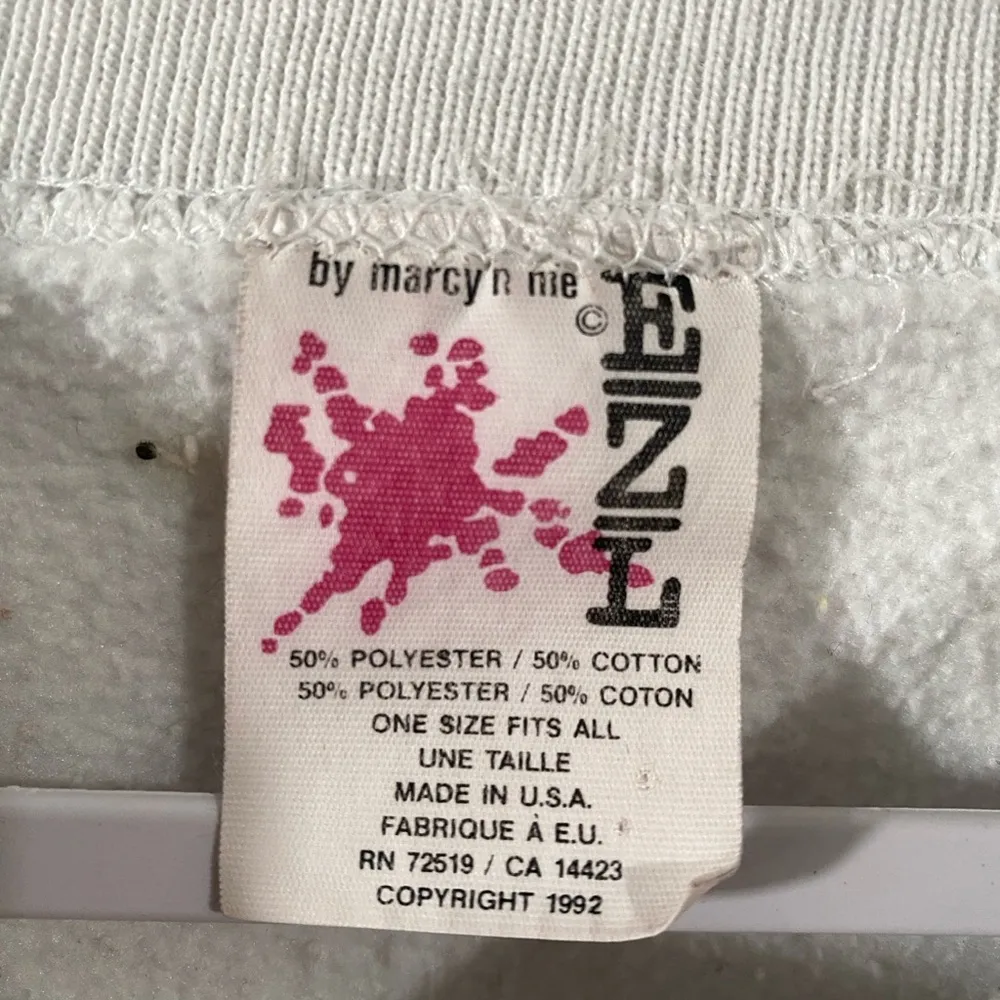 by marcy n me
©
50% POLYESTER / 50% COTTON
50% POLYESTER / 50% COTON
ONE SIZE FITS ALL
UNE TAILLE
MADE IN U.S.A.
FABRIQUE À E.U.
RN 72519 / CA 14423
COPYRIGHT 1992